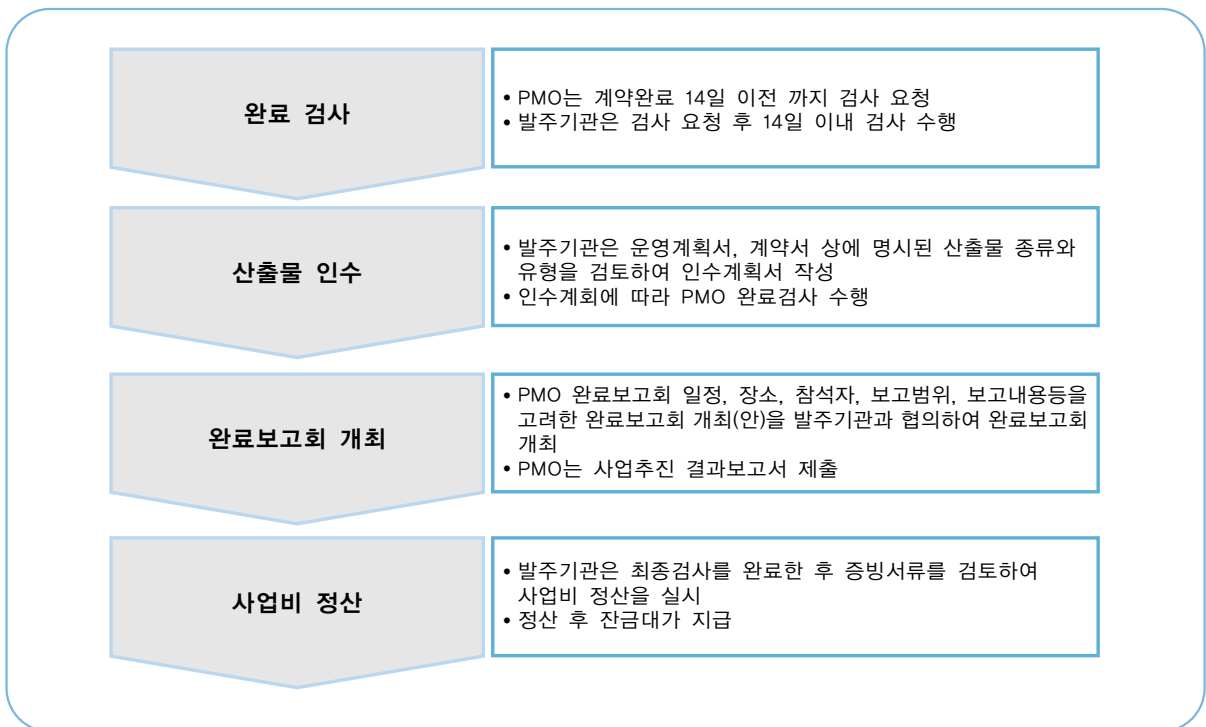 완료 검사
• PMO는 계약완료 14일 이전 까지 검사 요청
• 발주기관은 검사 요청 후 14일 이내 검사 수행
산출물 인수
• 발주기관은 운영계획서, 계약서 상에 명시된 산출물 종류와
유형을 검토하여 인수계획서 작성
• 인수계회에 따라 PMO 완료검사 수행
완료보고회 개최
• PMO 완료보고회 일정, 장소, 참석자, 보고범위, 보고내용등을
고려한 완료보고회 개최(안)을 발주기관과 협의하여 완료보고회
개최
• PMO는 사업추진 결과보고서 제출
사업비 정산
• 발주기관은 최종검사를 완료한 후 증빙서류를 검토하여
사업비 정산을 실시
• 정산 후 잔금대가 지급